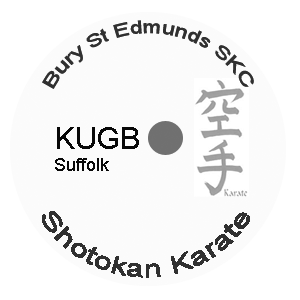 Bury St Edmunds SKC
KUGB
Suffolk
空手
Karate
Shotokan Karate